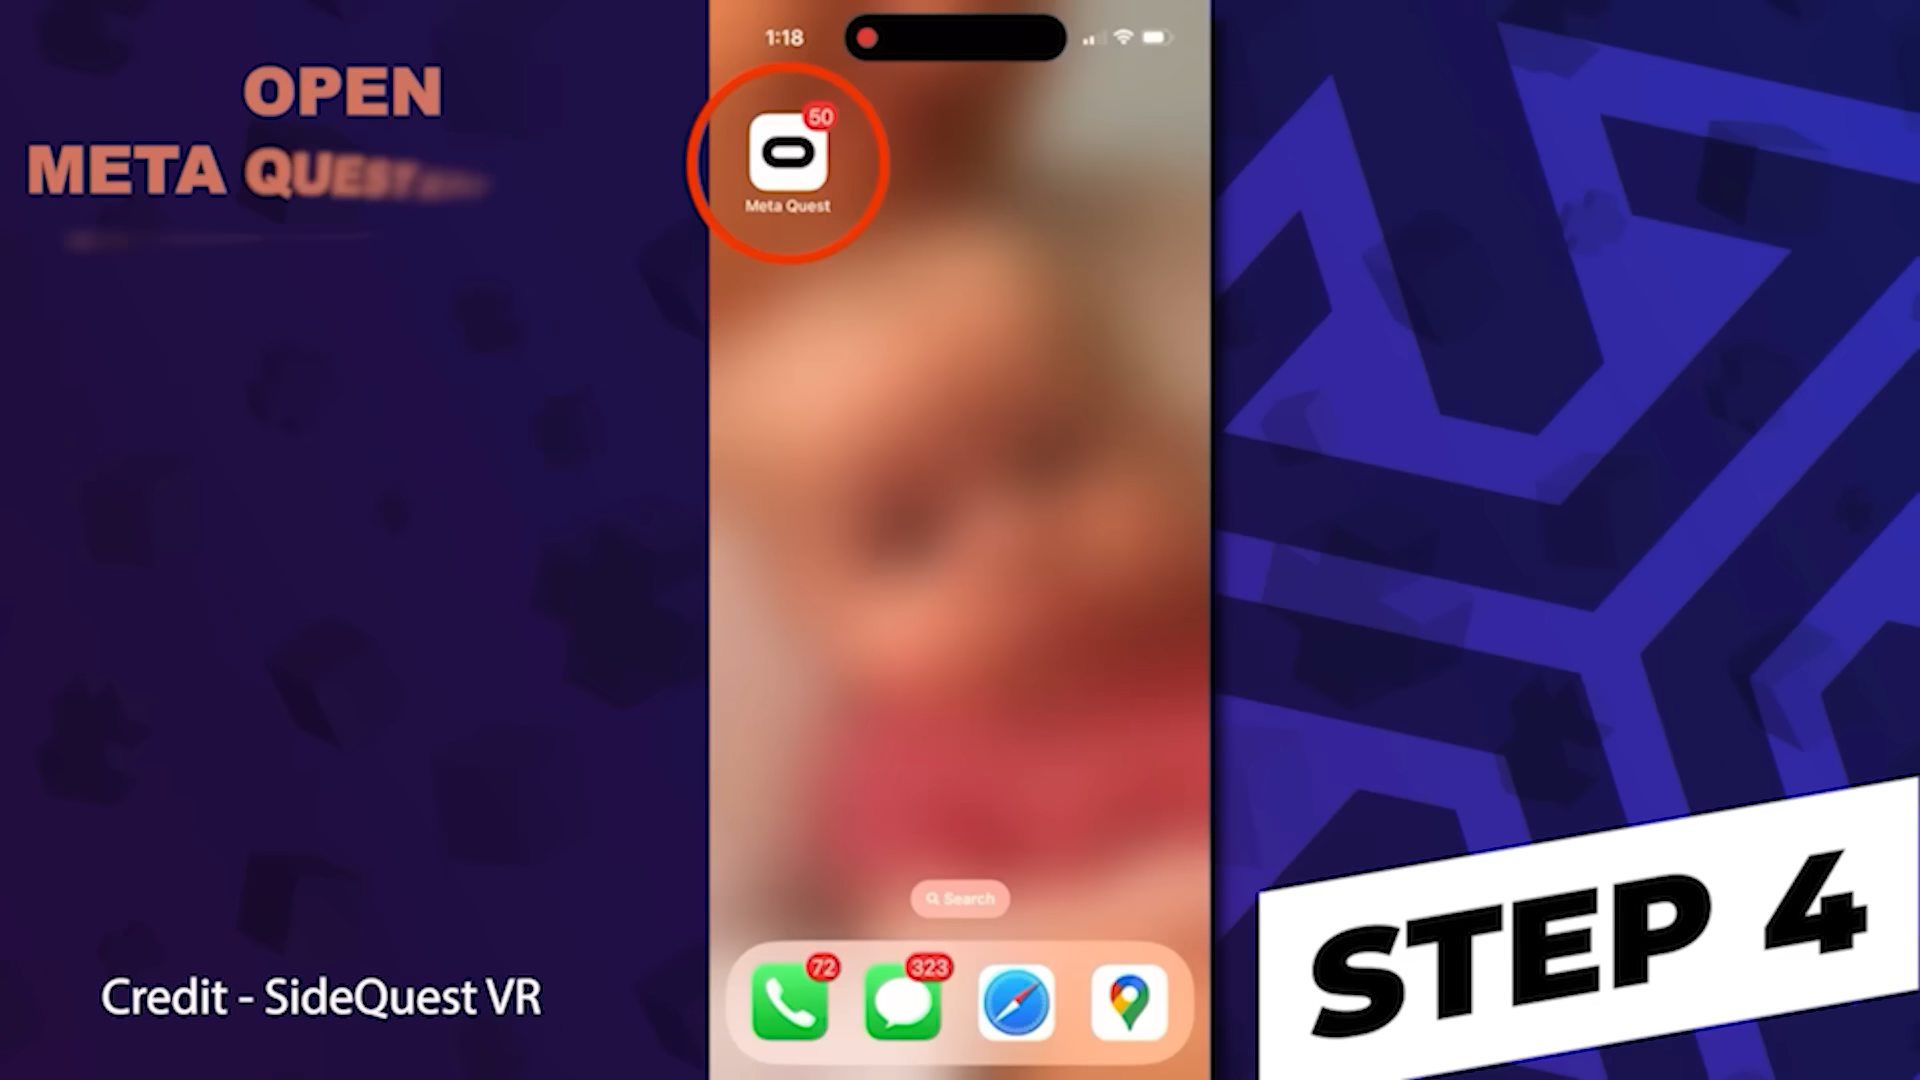 OPEN
META QUEST
1:18
50
Meta Quest
Search
72
323
STEP 4
Credit - SideQuest VR